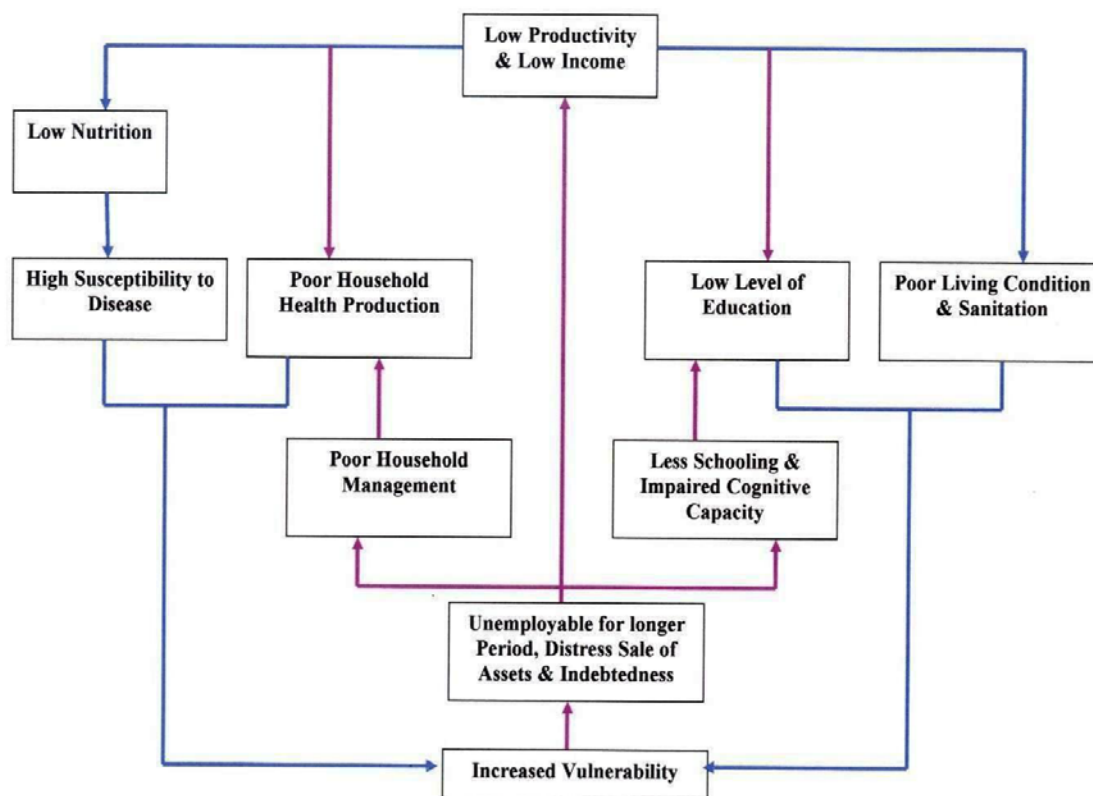 Low Productivity
& Low Income
Low Nutrition
High Susceptibility to
Disease
Poor Household
Health Production
Low Level of
Education
Poor Living Condition
& Sanitation
Poor Household
Management
Less Schooling &
Impaired Cognitive
Capacity
Unemployable for longer
Period, Distress Sale of
Assets & Indebtedness
Increased Vulnerability